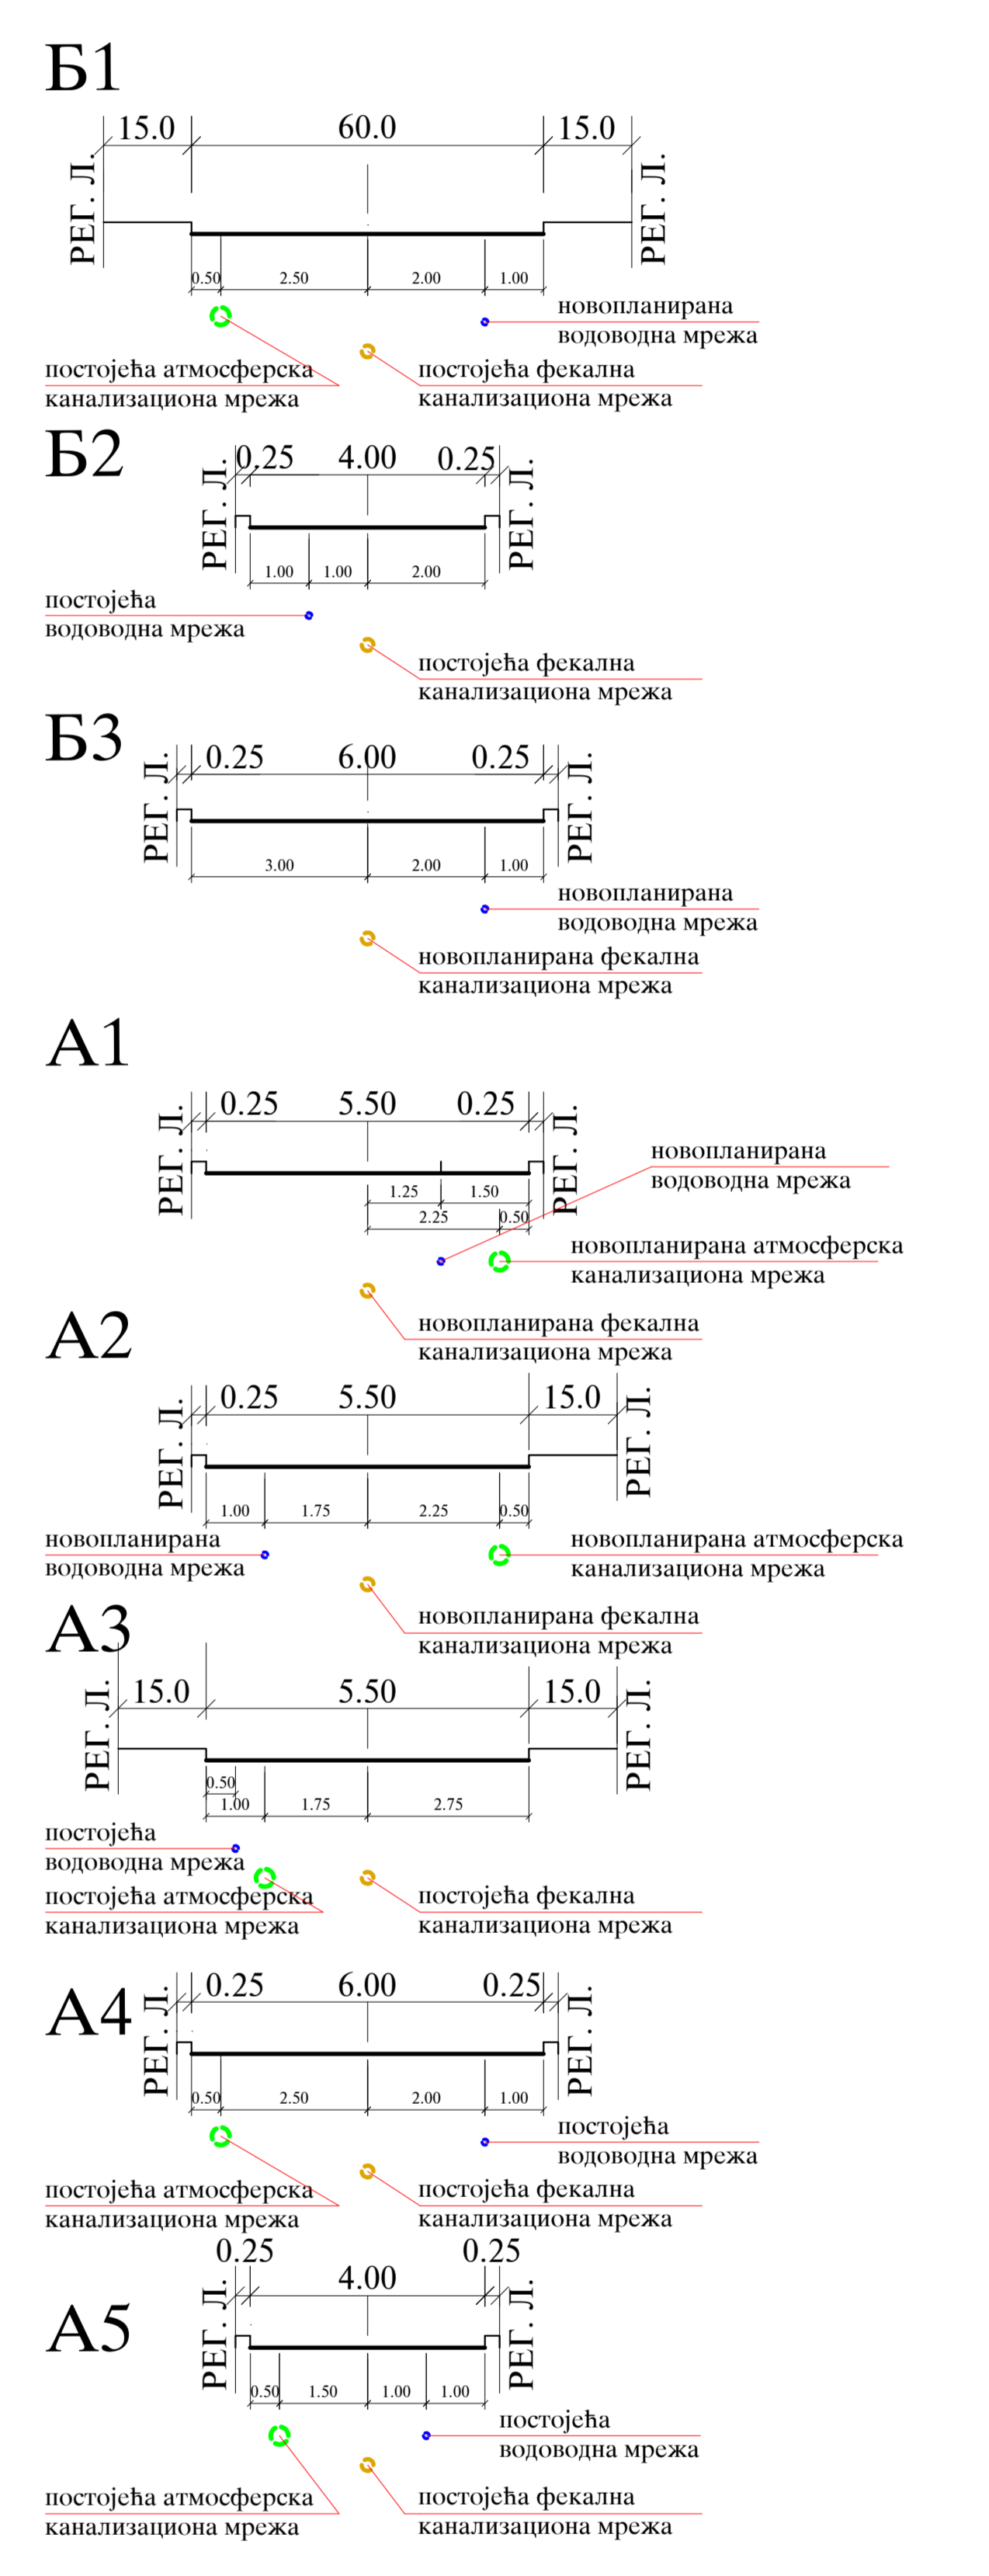 Б1
15.0 60.0 15.0
РЕГ. Л. РЕГ. Л.
0.50 2.50 2.00 1.00
новопланирана
водоводна мрежа
постојећа атмосферска
канализациона мрежа
постојећа фекална
канализациона мрежа
Б2
0.25 4.00 0.25
РЕГ. Л. РЕГ. Л.
1.00 1.00 2.00
постојећа
водоводна мрежа
постојећа фекална
канализациона мрежа
Б3
0.25 6.00 0.25
РЕГ. Л. РЕГ. Л.
3.00 2.00 1.00
новопланирана
водоводна мрежа
новопланирана фекална
канализациона мрежа
А1
0.25 5.50 0.25
РЕГ. Л. РЕГ. Л.
1.25 1.50
2.25 0.50
новопланирана
водоводна мрежа
новопланирана атмосферска
канализациона мрежа
новопланирана фекална
канализациона мрежа
А2
0.25 5.50 15.0
РЕГ. Л. РЕГ. Л.
1.00 1.75 2.25 0.50
новопланирана
водоводна мрежа
новопланирана атмосферска
канализациона мрежа
новопланирана фекална
канализациона мрежа
А3
15.0 5.50 15.0
РЕГ. Л. РЕГ. Л.
0.50
1.00 1.75 2.75
постојећа
водоводна мрежа
постојећа атмосферска
канализациона мрежа
постојећа фекална
канализациона мрежа
А4
0.25 6.00 0.25
РЕГ. Л. РЕГ. Л.
0.50 2.50 2.00 1.00
постојећа
водоводна мрежа
постојећа атмосферска
канализациона мрежа
постојећа фекална
канализациона мрежа
А5
0.25 0.25
4.00
РЕГ. Л. РЕГ. Л.
0.50 1.50 1.00 1.00
постојећа
водоводна мрежа
постојећа атмосферска
канализациона мрежа
постојећа фекална
канализациона мрежа